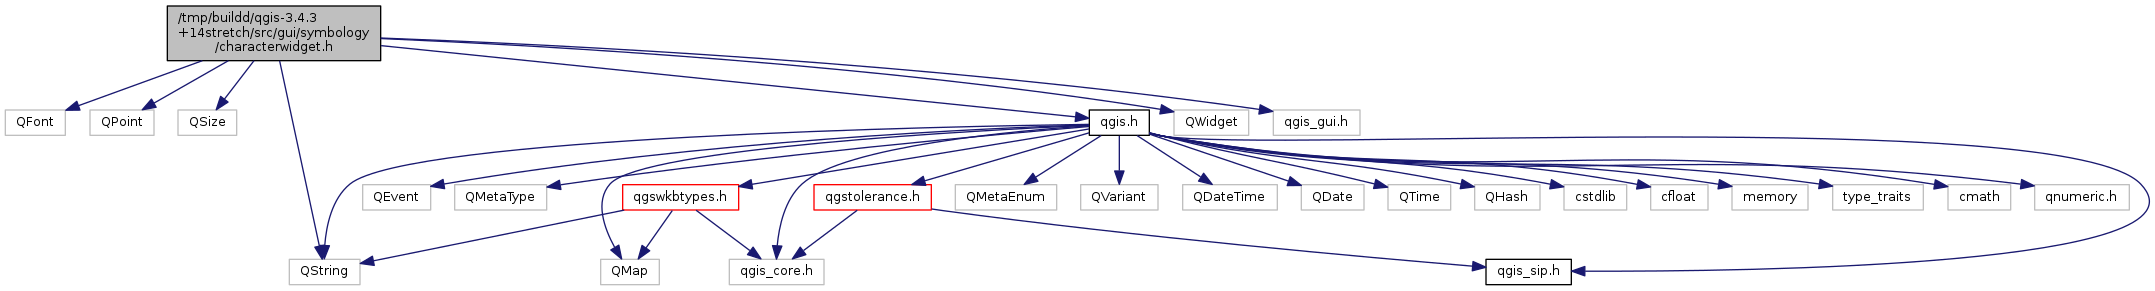 /tmp/buildd/qgis-3.4.3
+14stretch/src/gui/symbology
/characterwidget.h
QFont
QPoint
QSize
qgis.h
QWidget
qgis_gui.h
QEvent
QMetaType
qgswkbtypes.h
qgstolerance.h
QMetaEnum
QVariant
QDateTime
QDate
QTime
QHash
cstdlib
cfloat
memory
type_traits
cmath
qnumeric.h
QString
QMap
qgis_core.h
qgis_sip.h